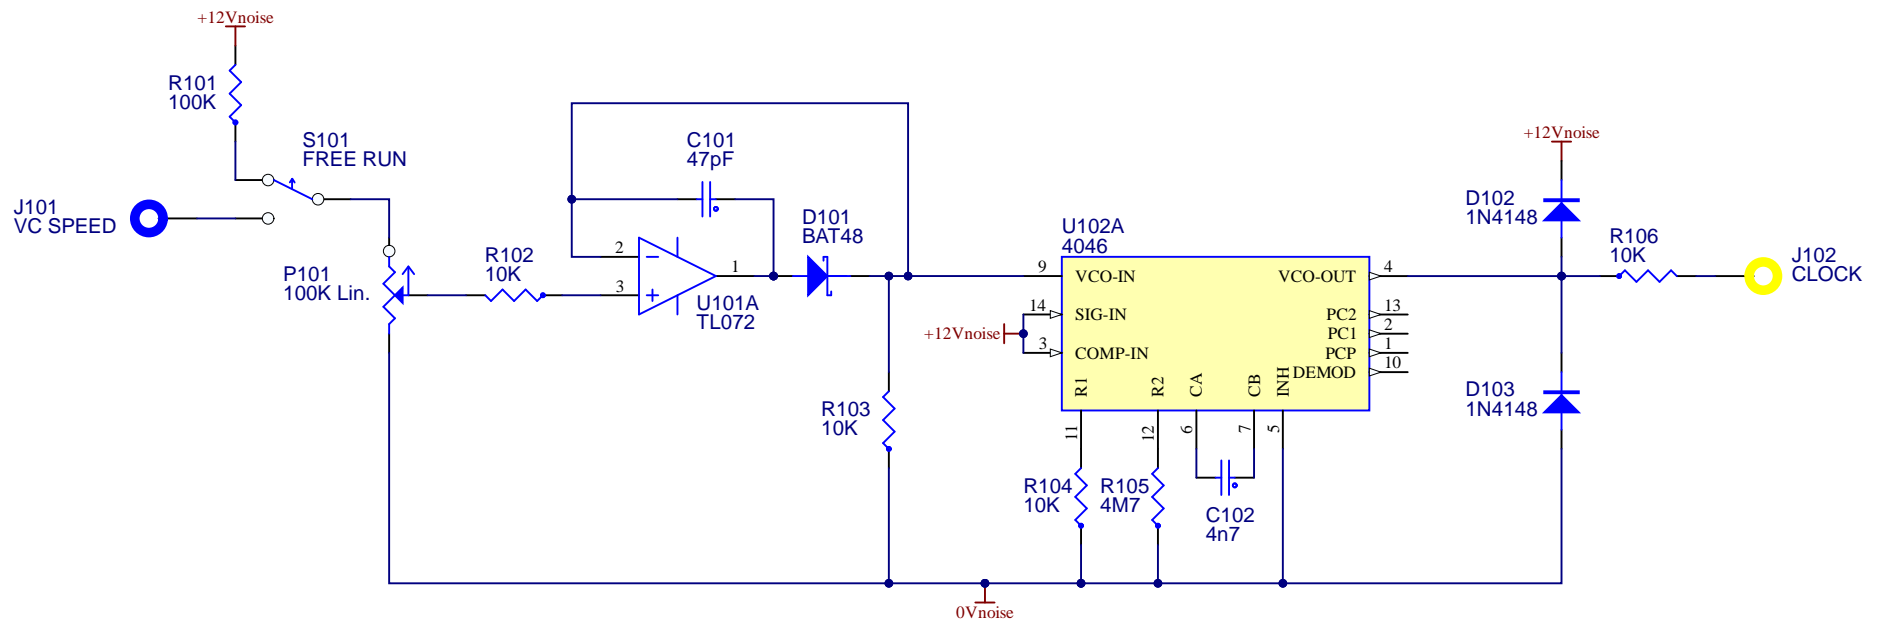 +12Vnoise
R101
100K
S101
FREE RUN
J101
VC SPEED
P101
100K Lin.
R102
10K
C101
47pF
2
3
1
U101A
TL072
D101
BAT48
R103
10K
U102A
4046
9
VCO-IN
VCO-OUT
4
14
SIG-IN
+12Vnoise
3
COMP-IN
PC2
13
PC1
2
PCP
1
DEMOD
10
R1
R2
CA
CB
INH
11
12
6
7
5
R104
10K
R105
4M7
C102
4n7
0Vnoise
+12Vnoise
D102
1N4148
R106
10K
J102
CLOCK
D103
1N4148